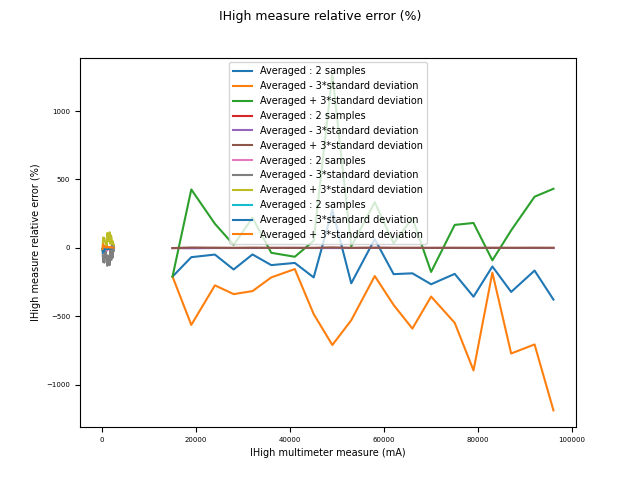 IHigh measure relative error (%)
IHigh measure relative error (%)
1000
500
0
−500
−1000
Averaged : 2 samples
Averaged - 3*standard deviation
Averaged + 3*standard deviation
Averaged : 2 samples
Averaged - 3*standard deviation
Averaged + 3*standard deviation
Averaged : 2 samples
Averaged - 3*standard deviation
Averaged + 3*standard deviation
Averaged : 2 samples
Averaged - 3*standard deviation
Averaged + 3*standard deviation
0 20000 40000 60000 80000 100000
IHigh multimeter measure (mA)